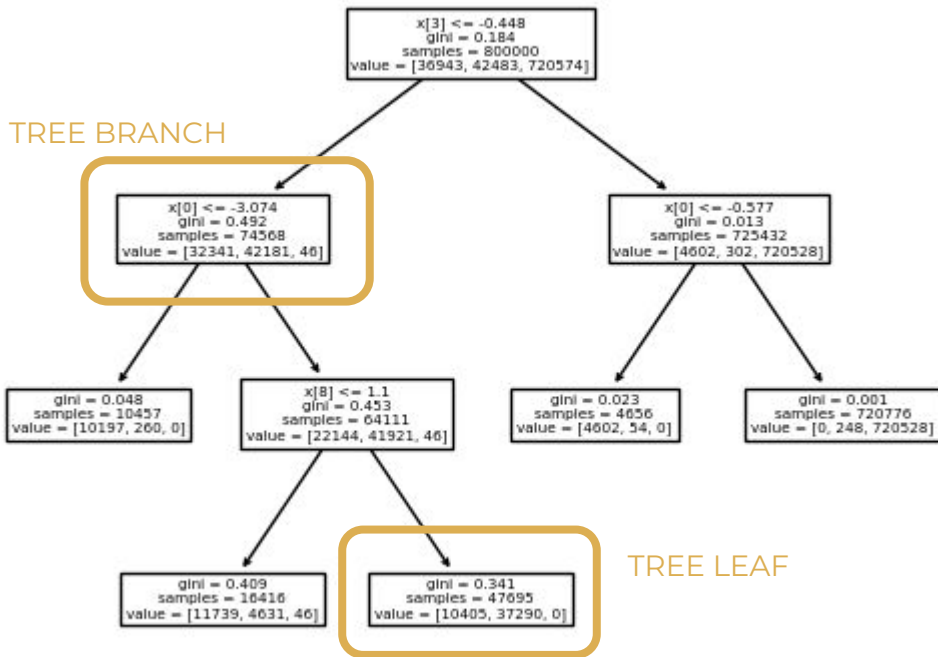 x[3] <= -0.448
gini = 0.184
samples = 800000
value = [36943, 42483, 720574]
TREE BRANCH
x[0] <= -3.074
gini = 0.492
samples = 74568
value = [32341, 42181, 46]
x[0] <= -0.577
gini = 0.013
samples = 725432
value = [4602, 302, 720528]
gini = 0.048
samples = 10457
value = [10197, 260, 0]
x[8] <= 1.1
gini = 0.453
samples = 64111
value = [22144, 41921, 46]
gini = 0.023
samples = 4656
value = [4602, 54, 0]
gini = 0.001
samples = 720776
value = [0, 248, 720528]
gini = 0.409
samples = 16416
value = [11739, 4631, 46]
gini = 0.341
samples = 47695
value = [10405, 37290, 0]
TREE LEAF